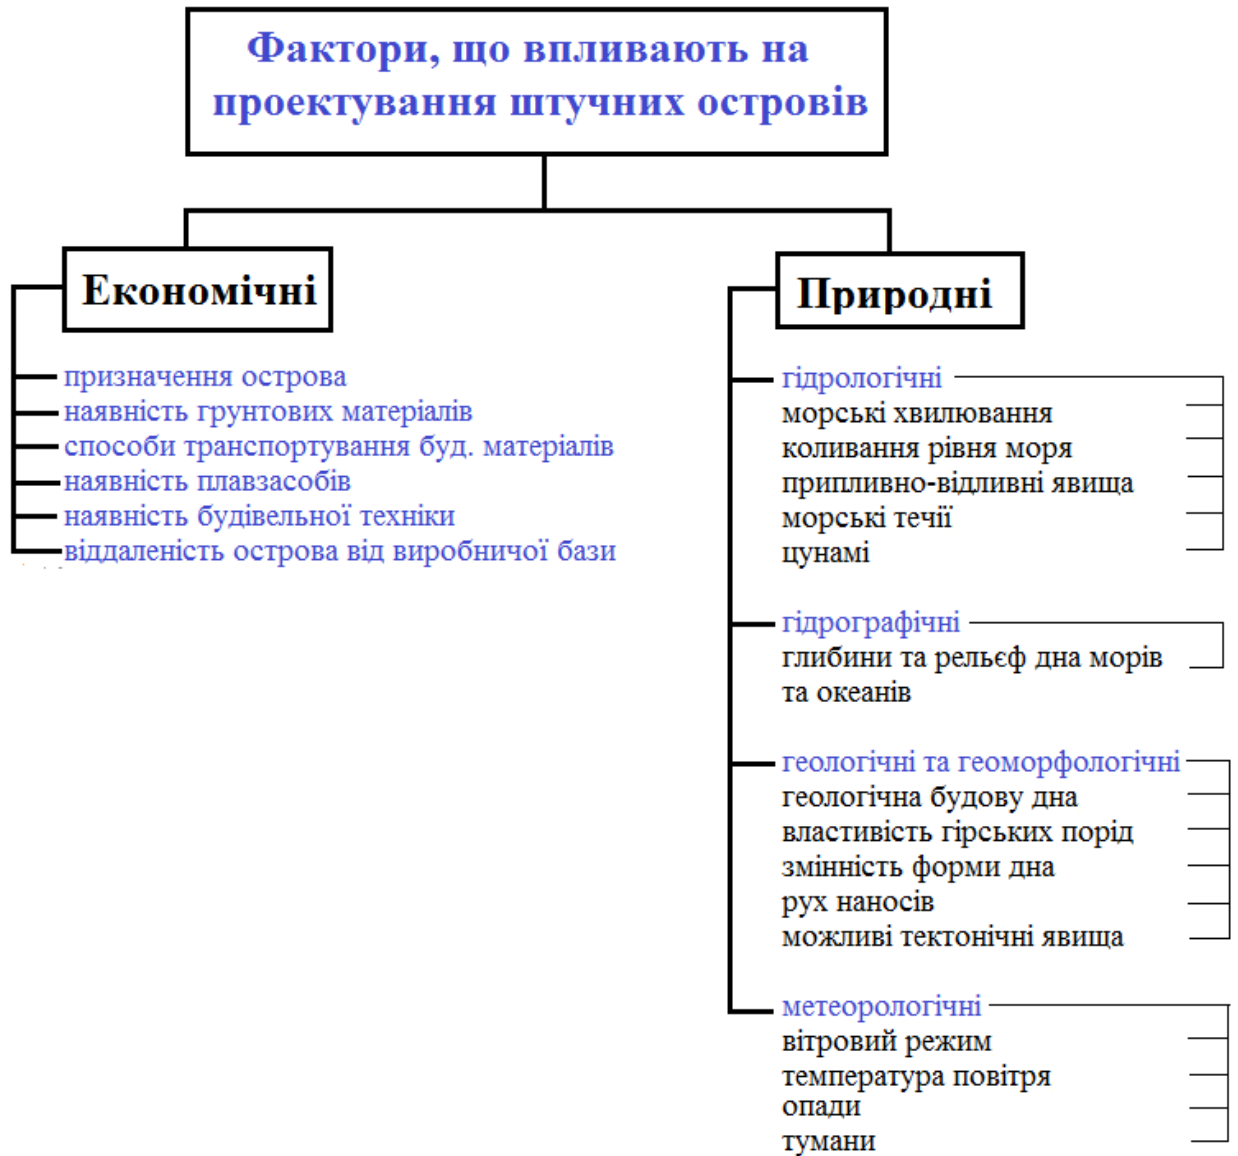 Фактори, що впливають на
проектування штучних островів
Економічні
призначення острова
наявність грунтових матеріалів
способи транспортування буд. матеріалів
наявність плавзасобів
наявність будівельної техніки
віддаленість острова від виробничої бази
Природні
гідрологічні
морські хвилювання
коливання рівня моря
припливно-відливні явища
морські течії
цунамі
гідрографічні
глибини та рельєф дна морів
та океанів
геологічні та геоморфологічні
геологічна будову дна
властивість гірських порід
змінність форми дна
рух наносів
можливі тектонічні явища
метеорологічні
вітровий режим
температура повітря
опади
тумани